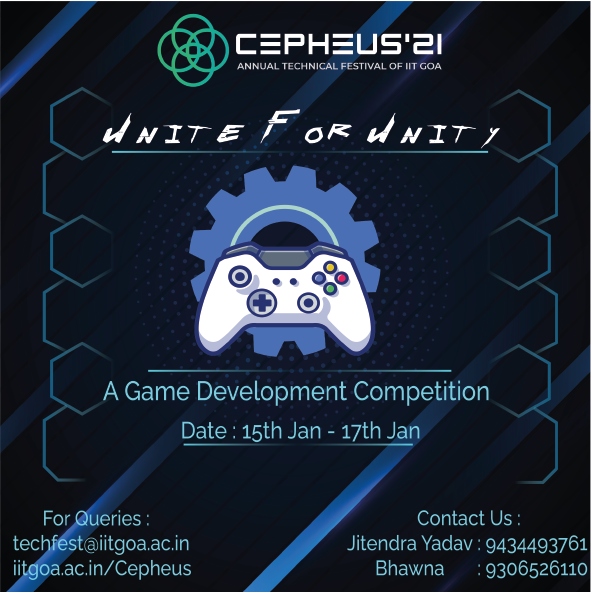 CEPHEUS'21
ANNUAL TECHNICAL FESTIVAL OF IIT GOA
UNITE FOR UNITY
A Game Development Competition
Date : 15th Jan - 17th Jan
For Queries :
techfest@iitgoa.ac.in
iitgoa.ac.in/Cepheus
Contact Us :
Jitendra Yadav : 9434493761
Bhawna : 9306526110